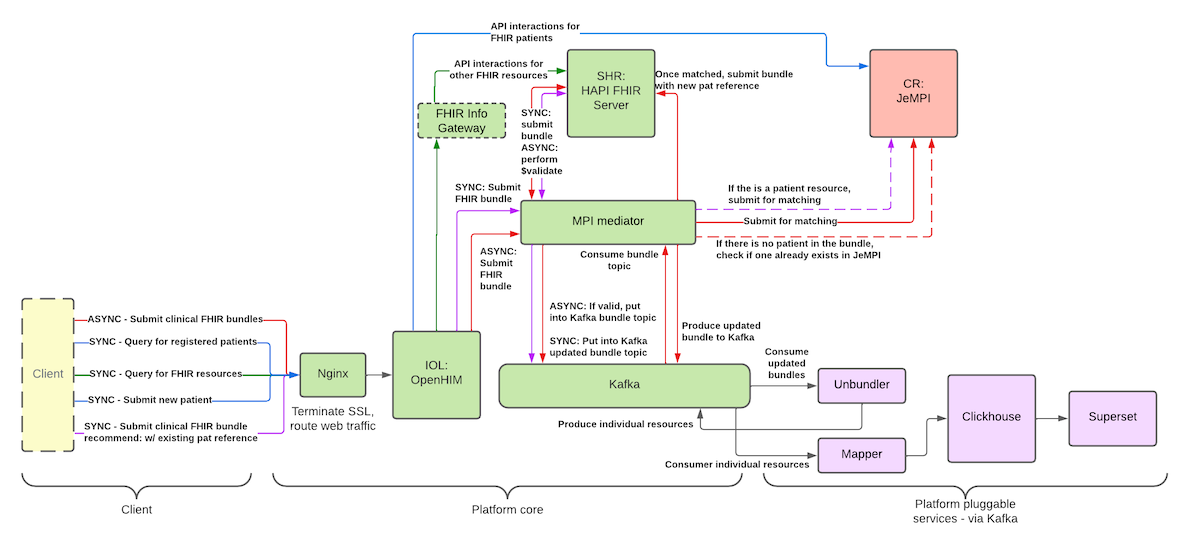 API interactions for
FHIR patients
API interactions for
other FHIR resources
SHR:
HAPI FHIR
Server
Once matched, submit bundle
with new pat reference
CR:
JeMPI
FHIR Info
Gateway
SYNC:
submit
bundle
ASYNC:
perform
$validate
SYNC: Submit
FHIR bundle
MPI mediator
If the is a patient resource,
submit for matching
Submit for matching
If there is no patient in the bundle,
check if one already exists in JeMPI
ASYNC:
Submit
FHIR
bundle
Consume bundle
topic
ASYNC: If valid, put
into Kafka bundle topic
SYNC: Put into Kafka
updated bundle topic
Produce updated
bundle to Kafka
Client
ASYNC - Submit clinical FHIR bundles
SYNC - Query for registered patients
SYNC - Query for FHIR resources
SYNC - Submit new patient
SYNC - Submit clinical FHIR bundle
recommend: w/ existing pat reference
Nginx
Terminate SSL,
route web traffic
IOL:
OpenHIM
Kafka
Consume
updated
bundles
Unbundler
Produce individual resources
Consumer individual resources
Mapper
Clickhouse
Superset
Client
Platform core
Platform pluggable
services - via Kafka